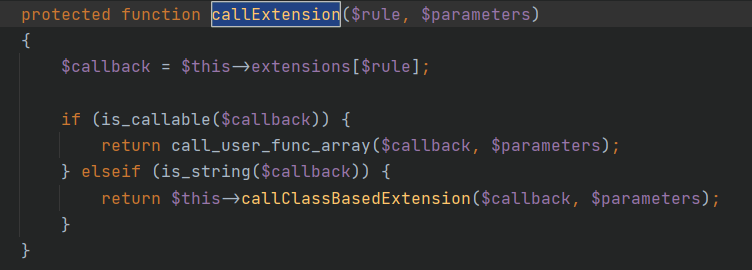 protected function callExtension($rule, $parameters)
{
    $callback = $this->extensions[$rule];

    if (is_callable($callback)) {
        return call_user_func_array($callback, $parameters);
    } elseif (is_string($callback)) {
        return $this->callClassBasedExtension($callback, $parameters);
    }
}